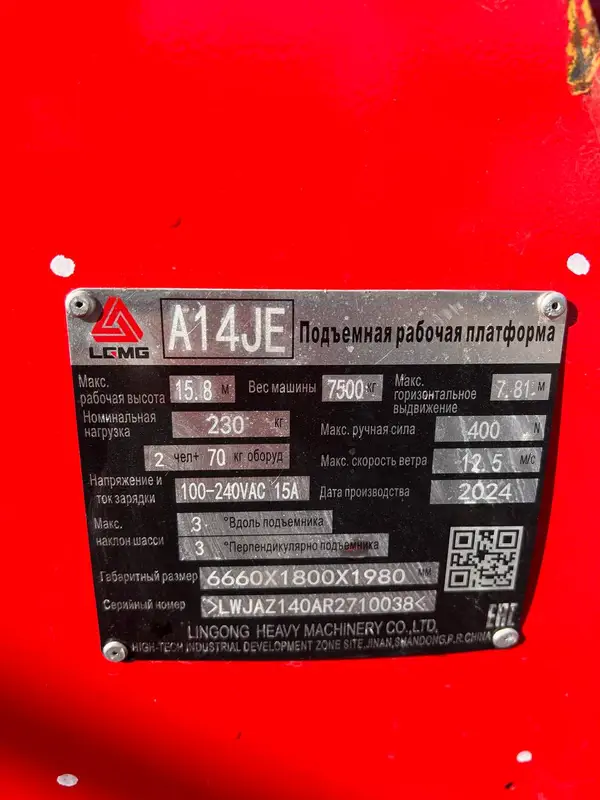 LGMG A14JE Подъемная рабочая платформа
Макс. рабочая высота 15.8 м Вес машины 7500 кг Макс. горизонтальное выдвижение 7.81 м
Номинальная нагрузка 230 кг Макс. ручная сила 400 N
2 чел+ 70 кг оборуд Макс. скорость ветра 12.5 м/с
Напряжение и ток зарядки 100-240VAC 15A Дата производства 2024
Макс. наклон шасси 3 °Вдоль подъемника
3 °Перпендикулярно подъемника
Габаритный размер 6660X1800X1980 мм
Серийный номер >LWJAZ140AR2710038<
LINGONG HEAVY MACHINERY CO.,LTD.
HIGH-TECH INDUSTRIAL DEVELOPMENT ZONE SITE,JINAN,SHANDONG,P.R.CHINA
EAC